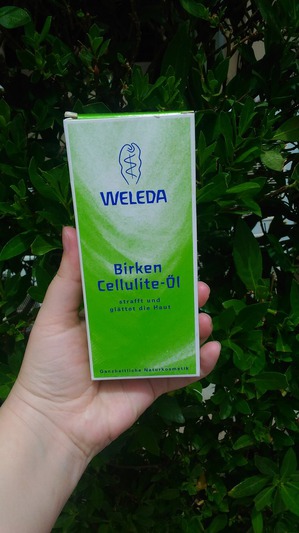 WELEDA
Birken
Cellulite-Öl
strafft und
glättet die Haut
Ganzheitliche Naturkosmetik